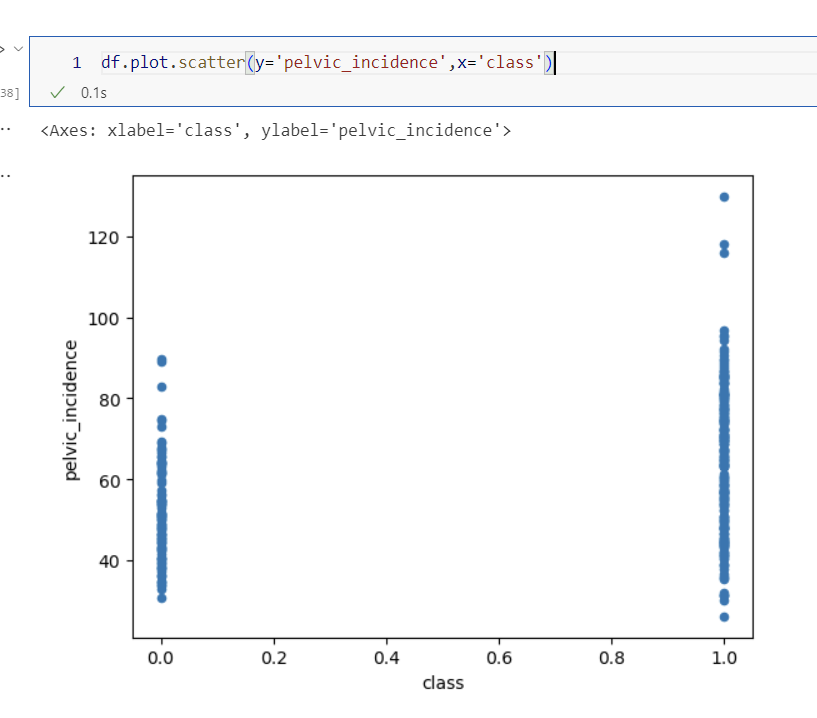 1 df.plot.scatter(y='pelvic_incidence',x='class')
38] 0.1s
<Axes: xlabel='class', ylabel='pelvic_incidence'>
120
100
80
60
40
pelvic_incidence
0.0 0.2 0.4 0.6 0.8 1.0
class